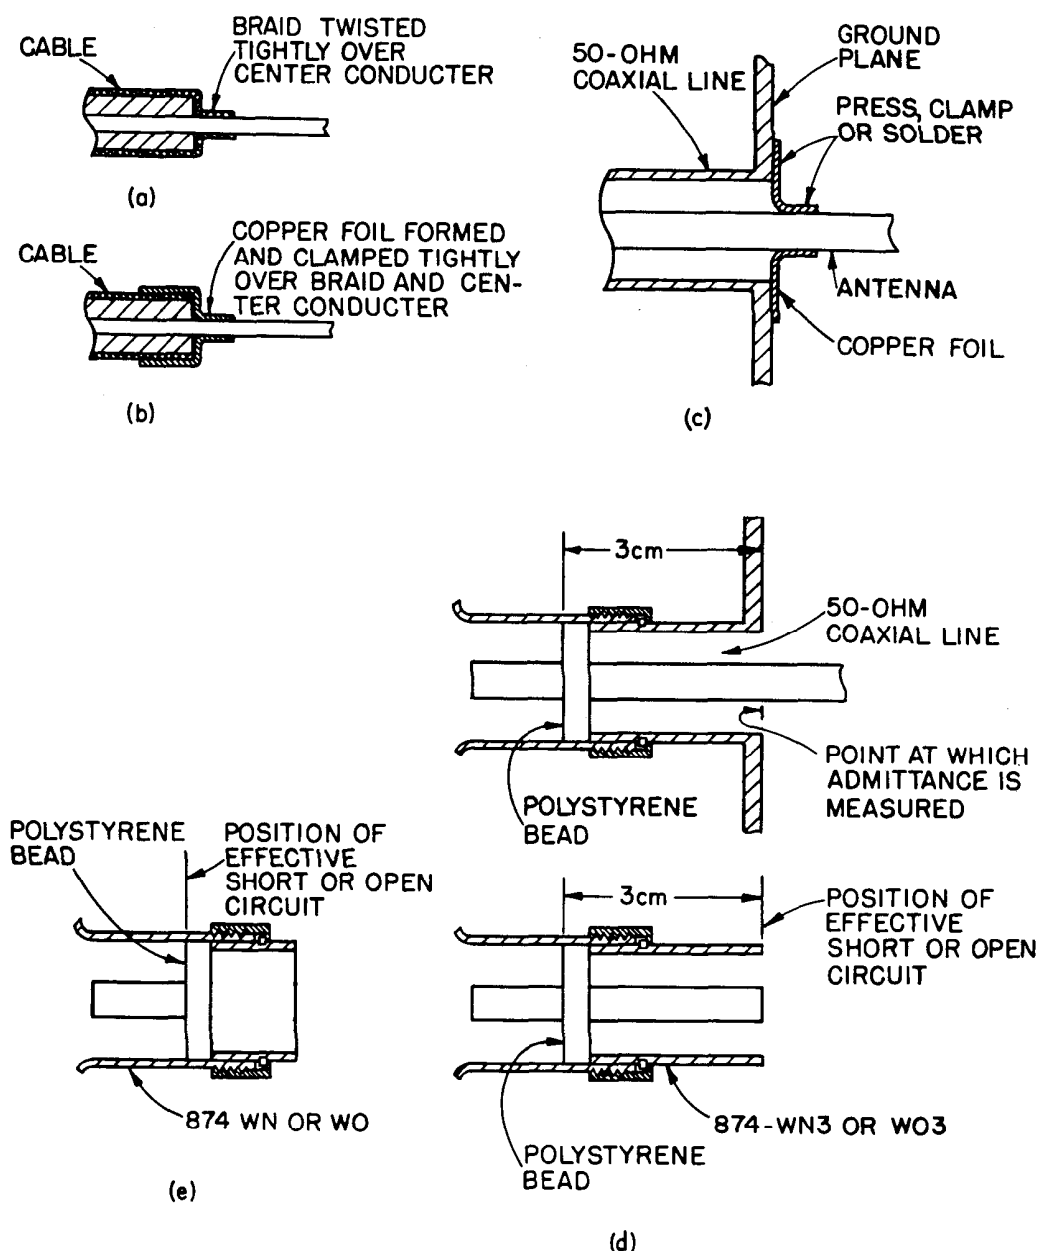 CABLE
BRAID TWISTED
TIGHTLY OVER
CENTER CONDUCTER
(a)
CABLE
COPPER FOIL FORMED
AND CLAMPED TIGHTLY
OVER BRAID AND CEN-
TER CONDUCTER
(b)
50-OHM
COAXIAL LINE
GROUND
PLANE
PRESS, CLAMP
OR SOLDER
ANTENNA
COPPER FOIL
(c)
3cm
50-OHM
COAXIAL LINE
POINT AT WHICH
ADMITTANCE IS
MEASURED
POLYSTYRENE
BEAD
POLYSTYRENE
BEAD
POSITION OF
EFFECTIVE
SHORT OR OPEN
CIRCUIT
874 WN OR WO
(e)
3cm
POSITION OF
EFFECTIVE
SHORT OR OPEN
CIRCUIT
874-WN3 OR WO3
POLYSTYRENE
BEAD
(d)